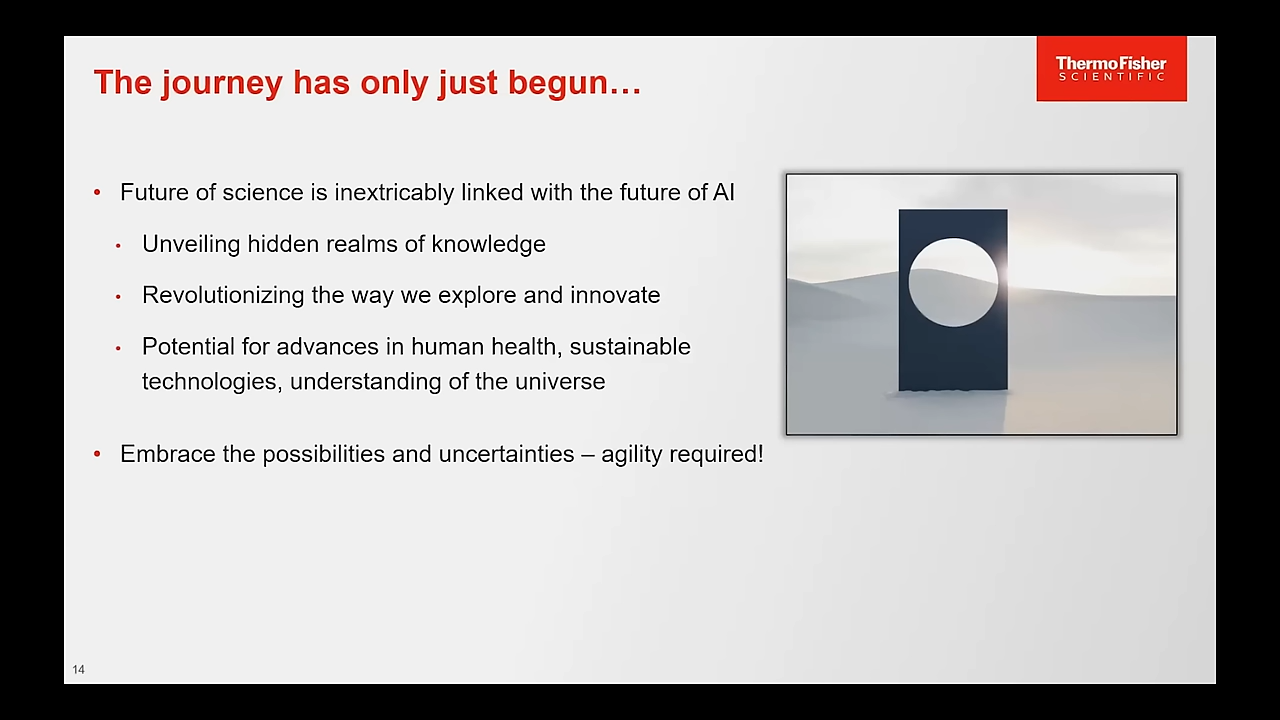 The journey has only just begun…
ThermoFisher
SCIENTIFIC
• Future of science is inextricably linked with the future of AI
• Unveiling hidden realms of knowledge
• Revolutionizing the way we explore and innovate
• Potential for advances in human health, sustainable
technologies, understanding of the universe
• Embrace the possibilities and uncertainties – agility required!
14